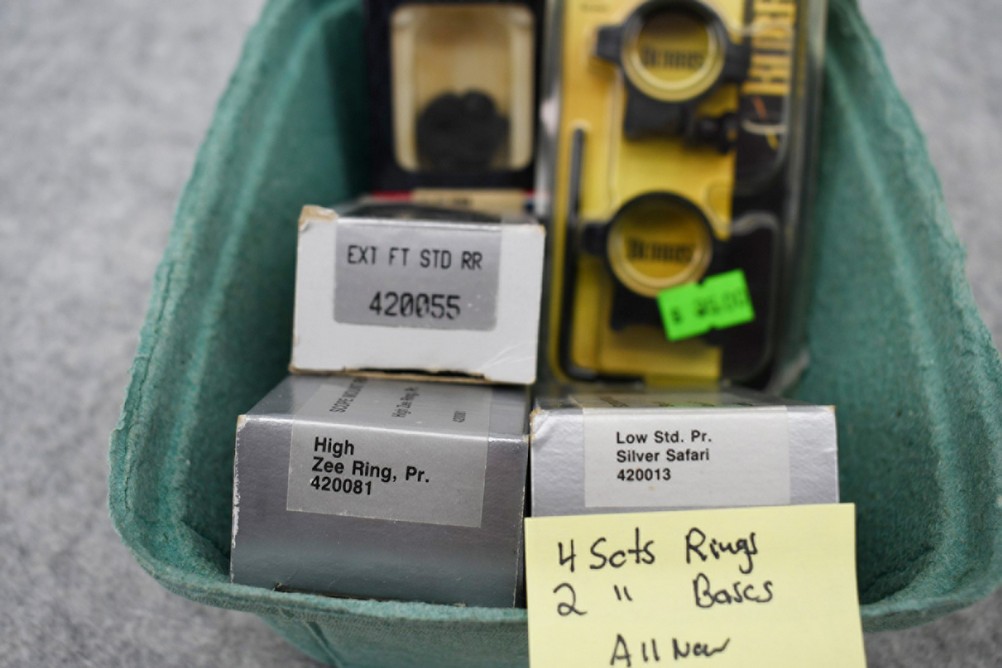 EXT FT STD RR
420055
High
Zee Ring, Pr.
420081
Low Std. Pr.
Silver Safari
420013
4 Sets Rings
2 " Bases
All New